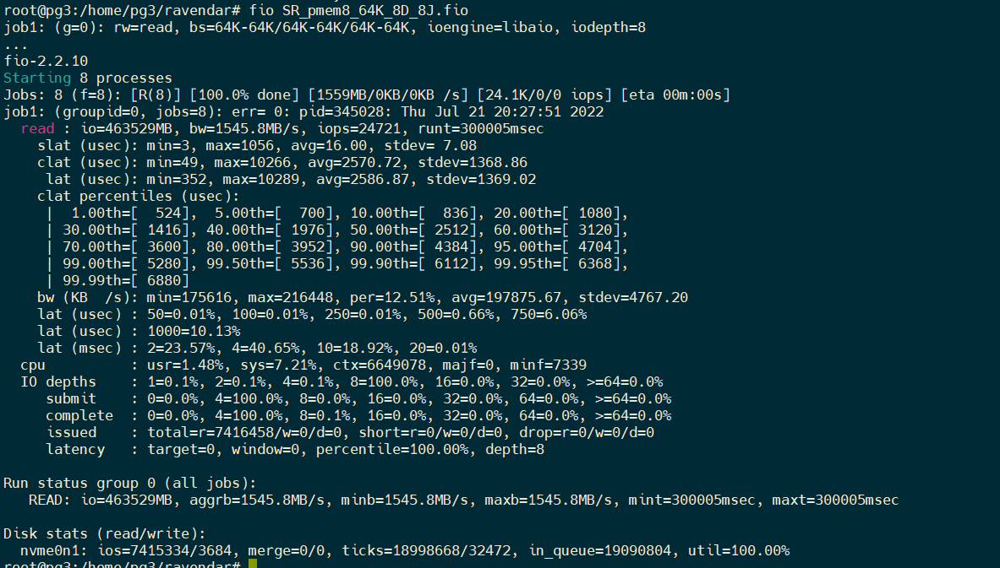 root@pg3:/home/pg3/ravendar# fio SR_pmem8_64K_8D_8J.fio
job1: (g=0): rw=read, bs=64K-64K/64K-64K/64K-64K, ioengine=libaio, iodepth=8
...
fio-2.2.10
Starting 8 processes
Jobs: 8 (f=8): [R(8)] [100.0% done] [1559MB/0KB/0KB /s] [24.1K/0/0 iops] [eta 00m:00s]
job1: (groupid=0, jobs=8): err= 0: pid=345028: Thu Jul 21 20:27:51 2022
  read : io=463529MB, bw=1545.8MB/s, iops=24721, runt=300005msec
    slat (usec): min=3, max=1056, avg=16.00, stdev= 7.08
    clat (usec): min=49, max=10266, avg=2570.72, stdev=1368.86
     lat (usec): min=352, max=10289, avg=2586.87, stdev=1369.02
    clat percentiles (usec):
     |  1.00th=[  524],  5.00th=[  700], 10.00th=[  836], 20.00th=[ 1080],
     | 30.00th=[ 1416], 40.00th=[ 1976], 50.00th=[ 2512], 60.00th=[ 3120],
     | 70.00th=[ 3600], 80.00th=[ 3952], 90.00th=[ 4384], 95.00th=[ 4704],
     | 99.00th=[ 5280], 99.50th=[ 5536], 99.90th=[ 6112], 99.95th=[ 6368],
     | 99.99th=[ 6880]
    bw (KB  /s): min=175616, max=216448, per=12.51%, avg=197875.67, stdev=4767.20
    lat (usec) : 50=0.01%, 100=0.01%, 250=0.01%, 500=0.66%, 750=6.06%
    lat (usec) : 1000=10.13%
    lat (msec) : 2=23.57%, 4=40.65%, 10=18.92%, 20=0.01%
  cpu          : usr=1.48%, sys=7.21%, ctx=6649078, majf=0, minf=7339
  IO depths    : 1=0.1%, 2=0.1%, 4=0.1%, 8=100.0%, 16=0.0%, 32=0.0%, >=64=0.0%
     submit    : 0=0.0%, 4=100.0%, 8=0.0%, 16=0.0%, 32=0.0%, 64=0.0%, >=64=0.0%
     complete  : 0=0.0%, 4=100.0%, 8=0.1%, 16=0.0%, 32=0.0%, 64=0.0%, >=64=0.0%
     issued    : total=r=7416458/w=0/d=0, short=r=0/w=0/d=0, drop=r=0/w=0/d=0
     latency   : target=0, window=0, percentile=100.00%, depth=8
Run status group 0 (all jobs):
   READ: io=463529MB, aggrb=1545.8MB/s, minb=1545.8MB/s, maxb=1545.8MB/s, mint=300005msec, maxt=300005msec
Disk stats (read/write):
  nvme0n1: ios=7415334/3684, merge=0/0, ticks=18998668/32472, in_queue=19090804, util=100.00%
root@pg3:/home/pg3/ravendar#